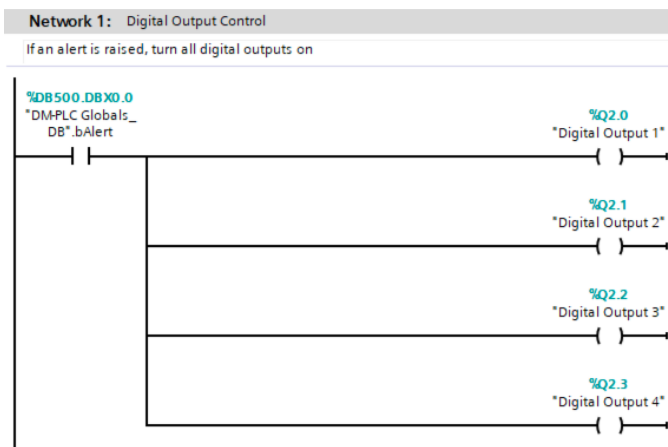 Network 1: Digital Output Control
If an alert is raised, turn all digital outputs on
%DB500.DBX0.0
"DM-PLC Globals_
DB".bAlert
%Q2.0
"Digital Output 1"
%Q2.1
"Digital Output 2"
%Q2.2
"Digital Output 3"
%Q2.3
"Digital Output 4"